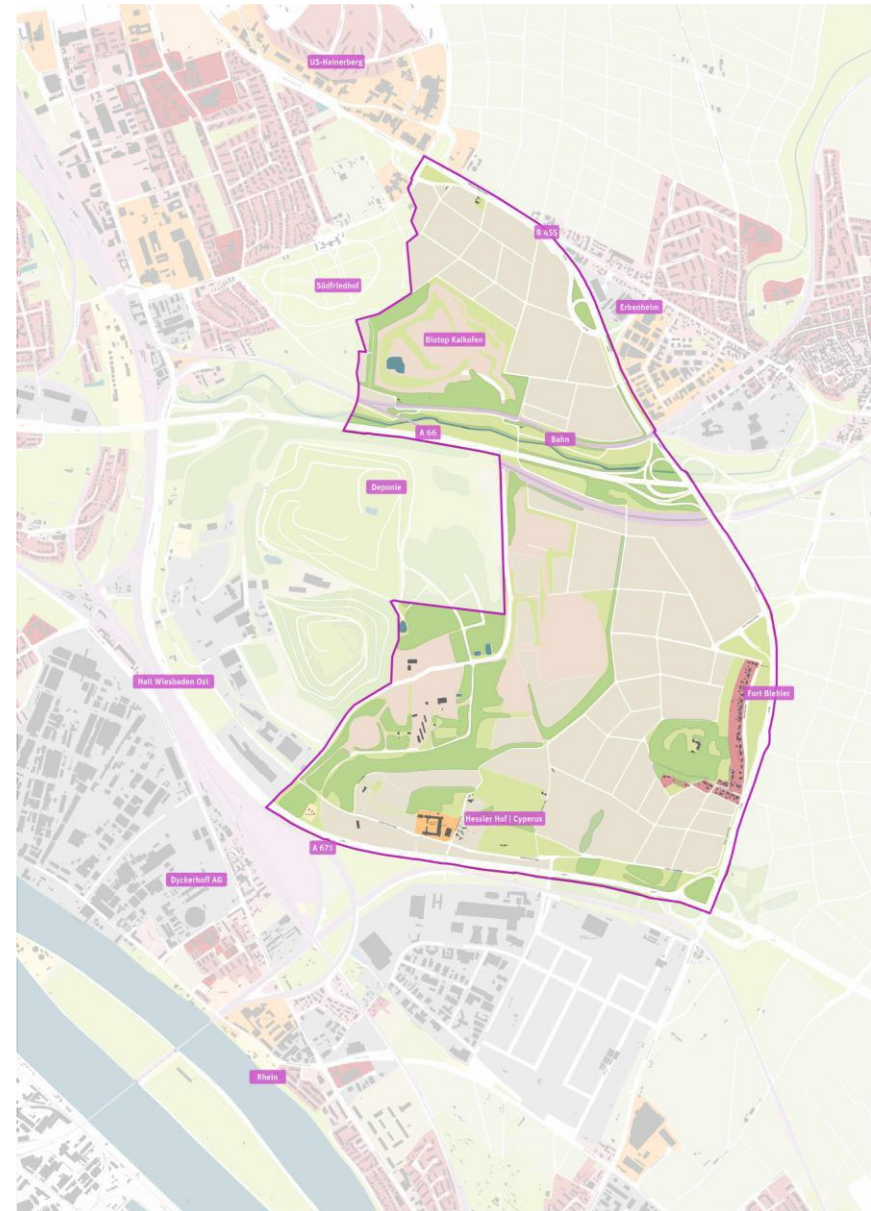 US-Hainerberg
B 455
Südfriedhof
Erbenheim
Biotop Kalkofen
A 66
Bahn
Deponie
Halt Wiesbaden Ost
Fort Biehler
Hessler Hof | Cyperus
A 671
Dyckerhoff AG
Rhein